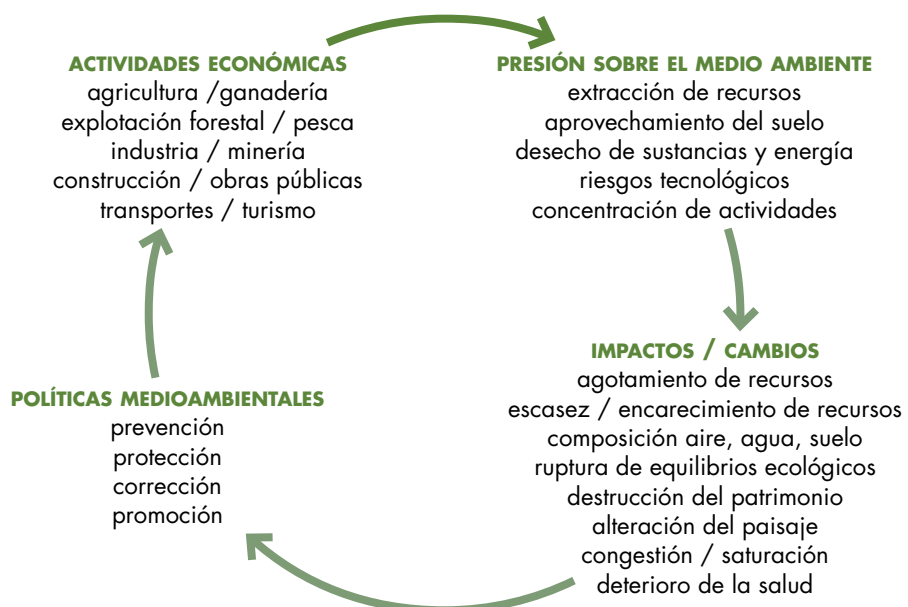 ACTIVIDADES ECONÓMICAS
agricultura /ganadería
explotación forestal / pesca
industria / minería
construcción / obras públicas
transportes / turismo
PRESIÓN SOBRE EL MEDIO AMBIENTE
extracción de recursos
aprovechamiento del suelo
desecho de sustancias y energía
riesgos tecnológicos
concentración de actividades
IMPACTOS / CAMBIOS
agotamiento de recursos
escasez / encarecimiento de recursos
composición aire, agua, suelo
ruptura de equilibrios ecológicos
destrucción del patrimonio
alteración del paisaje
congestión / saturación
deterioro de la salud
POLÍTICAS MEDIOAMBIENTALES
prevención
protección
corrección
promoción